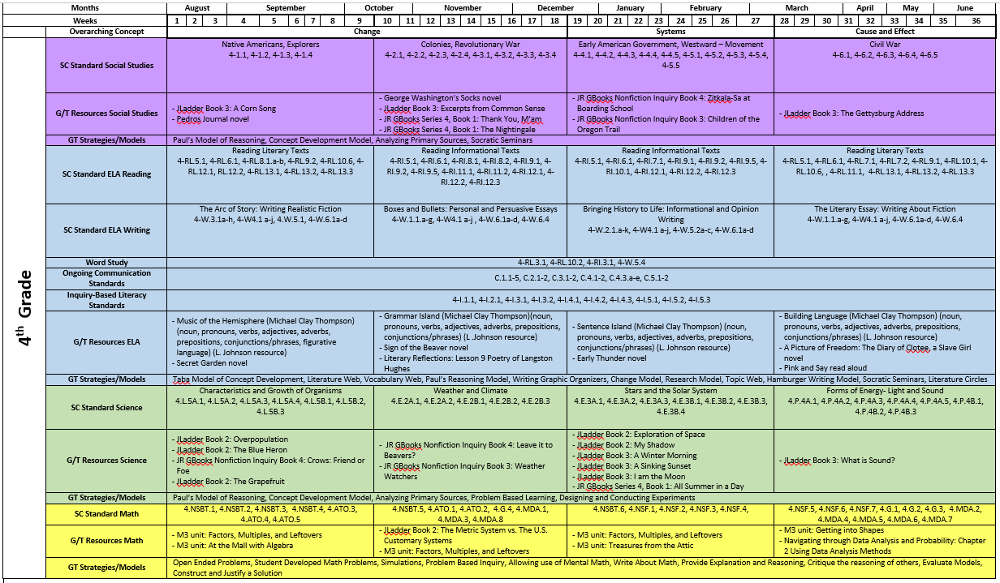 Months August September October November December January February March April May June
Weeks 1 2 3 4 5 6 7 8 9 10 11 12 13 14 15 16 17 18 19 20 21 22 23 24 25 26 27 28 29 30 31 32 33 34 35 36
Overarching Concept Change Systems Cause and Effect
4th Grade
SC Standard Social Studies
Native Americans, Explorers
4-1.1, 4-1.2, 4-1.3, 4-1.4
Colonies, Revolutionary War
4-2.1, 4-2.2, 4-2.3, 4-2.4, 4-3.1, 4-3.2, 4-3.3, 4-3.4
Early American Government, Westward – Movement
4-4.1, 4-4.2, 4-4.3, 4-4.4, 4-4.5, 4-5.1, 4-5.2, 4-5.3, 4-5.4,
4-5.5
Civil War
4-6.1, 4-6.2, 4-6.3, 4-6.4, 4-6.5
G/T Resources Social Studies
- JLadder Book 3: A Corn Song
- Pedros Journal novel
- George Washington's Socks novel
- JLadder Book 3: Excerpts from Common Sense
- JR GBooks Series 4, Book 1: Thank You, M'am
- JR GBooks Series 4, Book 1: The Nightingale
- JR GBooks Nonfiction Inquiry Book 4: Zitkala-Sa at
Boarding School
- JR GBooks Nonfiction Inquiry Book 3: Children of the
Oregon Trail
- JLadder Book 3: The Gettysburg Address
GT Strategies/Models
Paul's Model of Reasoning, Concept Development Model, Analyzing Primary Sources, Socratic Seminars
SC Standard ELA Reading
Reading Literary Texts
4-RL.5.1, 4-RL.6.1, 4-RL.8.1.a-b, 4-RL.9.2, 4-RL.10.6, 4-
RL.12.1, RL.12.2, 4-RL.13.1, 4-RL.13.2, 4-RL.13.3
Reading Informational Texts
4-RI.5.1, 4-RI.6.1, 4-RI.8.1, 4-RI.8.2, 4-RI.9.1, 4-
RI.9.2, 4-RI.9.5, 4-RI.11.1, 4-RI.11.2, 4-RI.12.1, 4-
RI.12.2, 4-RI.12.3
Reading Informational Texts
4-RI.5.1, 4-RI.6.1, 4-RI.7.1, 4-RI.9.1, 4-RI.9.2, 4-RI.9.5, 4-
RI.10.1, 4-RI.12.1, 4-RI.12.2, 4-RI.12.3
Reading Literary Texts
4-RL.5.1, 4-RL.6.1, 4-RL.7.1, 4-RL.7.2, 4-RL.9.1, 4-RL.10.1, 4-
RL.10.6, , 4-RL.11.1, 4-RL.13.1, 4-RL.13.2, 4-RL.13.3
SC Standard ELA Writing
The Arc of Story: Writing Realistic Fiction
4-W.3.1a-h, 4-W4.1 a-j, 4.W.5.1, 4-W.6.1a-d
Boxes and Bullets: Personal and Persuasive Essays
4-W.1.1.a-g, 4-W4.1 a-j , 4-W.6.1a-d, 4-W.6.4
Bringing History to Life: Informational and Opinion
Writing
4-W.2.1.a-k, 4-W4.1 a-j, 4-W.5.2a-c, 4-W.6.1a-d
The Literary Essay: Writing About Fiction
4-W.1.1.a-g, 4-W4.1 a-j, 4-W.6.1a-d, 4-W.6.4
Word Study
4-RL.3.1, 4-RL.10.2, 4-RI.3.1, 4-W.5.4
Ongoing Communication
Standards
C.1.1-5, C.2.1-2, C.3.1-2, C.4.1-2, C.4.3.a-e, C.5.1-2
Inquiry-Based Literacy
Standards
4-I.1.1, 4-I.2.1, 4-I.3.1, 4-I.3.2, 4-I.4.1, 4-I.4.2, 4-I.4.3, 4-I.5.1, 4-I.5.2, 4-I.5.3
G/T Resources ELA
- Music of the Hemisphere (Michael Clay Thompson)
(noun, pronouns, verbs, adjectives, adverbs,
prepositions, conjunctions/phrases, figurative
language) (L. Johnson resource)
- Secret Garden novel
- Grammar Island (Michael Clay Thompson)(noun,
pronouns, verbs, adjectives, adverbs, prepositions,
conjunctions/phrases) (L .Johnson resource)
- Sign of the Beaver novel
- Literary Reflections: Lesson 9 Poetry of Langston
Hughes
- Sentence Island (Michael Clay Thompson) (noun,
pronouns, verbs, adjectives, adverbs, prepositions,
conjunctions/phrases) (L. Johnson resource)
- Early Thunder novel
- Building Language (Michael Clay Thompson) (noun,
pronouns, verbs, adjectives, adverbs, prepositions,
conjunctions/phrases) (L. Johnson resource)
- A Picture of Freedom: The Diary of Clotee, a Slave Girl
novel
- Pink and Say read aloud
GT Strategies/Models
Taba Model of Concept Development, Literature Web, Vocabulary Web, Paul's Reasoning Model, Writing Graphic Organizers, Change Model, Research Model, Topic Web, Hamburger Writing Model, Socratic Seminars, Literature Circles
SC Standard Science
Characteristics and Growth of Organisms
4.L.5A.1, 4.L.5A.2, 4.L.5A.3, 4.L.5A.4, 4.L.5B.1, 4.L.5B.2,
4.L.5B.3
Weather and Climate
4.E.2A.1, 4.E.2A.2, 4.E.2B.1, 4.E.2B.2, 4.E.2B.3
Stars and the Solar System
4.E.3A.1, 4.E.3A.2, 4.E.3A.3, 4.E.3B.1, 4.E.3B.2, 4.E.3B.3,
4.E.3B.4
Forms of Energy- Light and Sound
4.P.4A.1, 4.P.4A.2, 4.P.4A.3, 4.P.4A.4, 4.P.4A.5, 4.P.4B.1,
4.P.4B.2, 4.P.4B.3
G/T Resources Science
- JLadder Book 2: Overpopulation
- JLadder Book 2: The Blue Heron
- JR GBooks Nonfiction Inquiry Book 4: Crows: Friend or
Foe
- JLadder Book 2: The Grapefruit
- JR GBooks Nonfiction Inquiry Book 4: Leave it to
Beavers?
- JR GBooks Nonfiction Inquiry Book 3: Weather
Watchers
- JLadder Book 2: Exploration of Space
- JLadder Book 2: My Shadow
- JLadder Book 3: A Winter Morning
- JLadder Book 3: A Sinking Sunset
- JLadder Book 3: I am the Moon
- JR GBooks Series 4, Book 1: All Summer in a Day
- JLadder Book 3: What is Sound?
GT Strategies/Models
Paul's Model of Reasoning, Concept Development Model, Analyzing Primary Sources, Problem Based Learning, Designing and Conducting Experiments
SC Standard Math
4.NSBT.1, 4.NSBT.2, 4.NSBT.3, 4.NSBT.4, 4.ATO.3,
4.ATO.4, 4.ATO.5
4.NSBT.5, 4.ATO.1, 4.ATO.2, 4.G.4, 4.MDA.1,
4.MDA.3, 4.MDA.8
4.NSBT.6, 4.NSF.1, 4.NSF.2, 4.NSF.3, 4.NSF.4,
4.NSF.5, 4.NSF.6, 4.NSF.7, 4.G.1, 4.G.2, 4.G.3, 4.MDA.2,
4.MDA.4, 4.MDA.5, 4.MDA.6, 4.MDA.7
G/T Resources Math
- M3 unit: Factors, Multiples, and Leftovers
- M3: At the Mall with Algebra
- JLadder Book 2: The Metric System vs. The U.S.
Customary Systems
- M3 unit: Factors, Multiples, and Leftovers
- M3 unit: Factors, Multiples, and Leftovers
- M3 unit: Treasures from the Attic
- M3 unit: Getting into Shapes
- Navigating through Data Analysis and Probability: Chapter
2 Using Data Analysis Methods
GT Strategies/Models
Open Ended Problems, Student Developed Math Problems, Simulations, Problem Based Inquiry, Allowing use of Mental Math, Write About Math, Provide Explanation and Reasoning, Critique the reasoning of others, Evaluate Models,
Construct and Justify a Solution